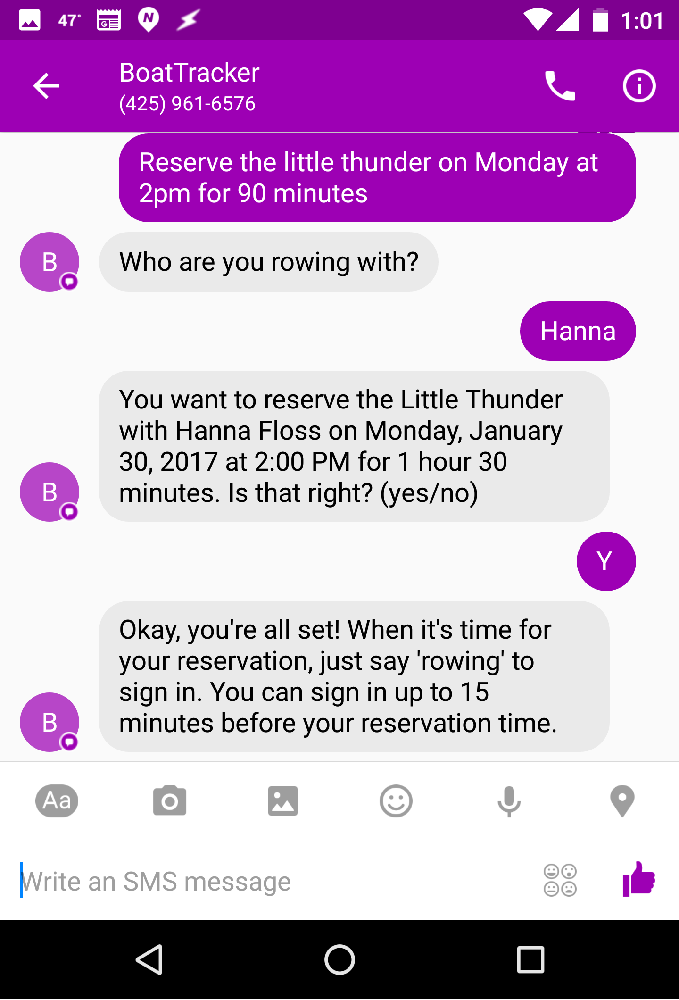 47°
G
N
1:01
BoatTracker
(425) 961-6576
Reserve the little thunder on Monday at
2pm for 90 minutes
B
Who are you rowing with?
Hanna
You want to reserve the Little Thunder
with Hanna Floss on Monday, January
30, 2017 at 2:00 PM for 1 hour 30
minutes. Is that right? (yes/no)
B
Y
Okay, you're all set! When it's time for
your reservation, just say 'rowing' to
sign in. You can sign in up to 15
minutes before your reservation time.
B
Aa
Write an SMS message